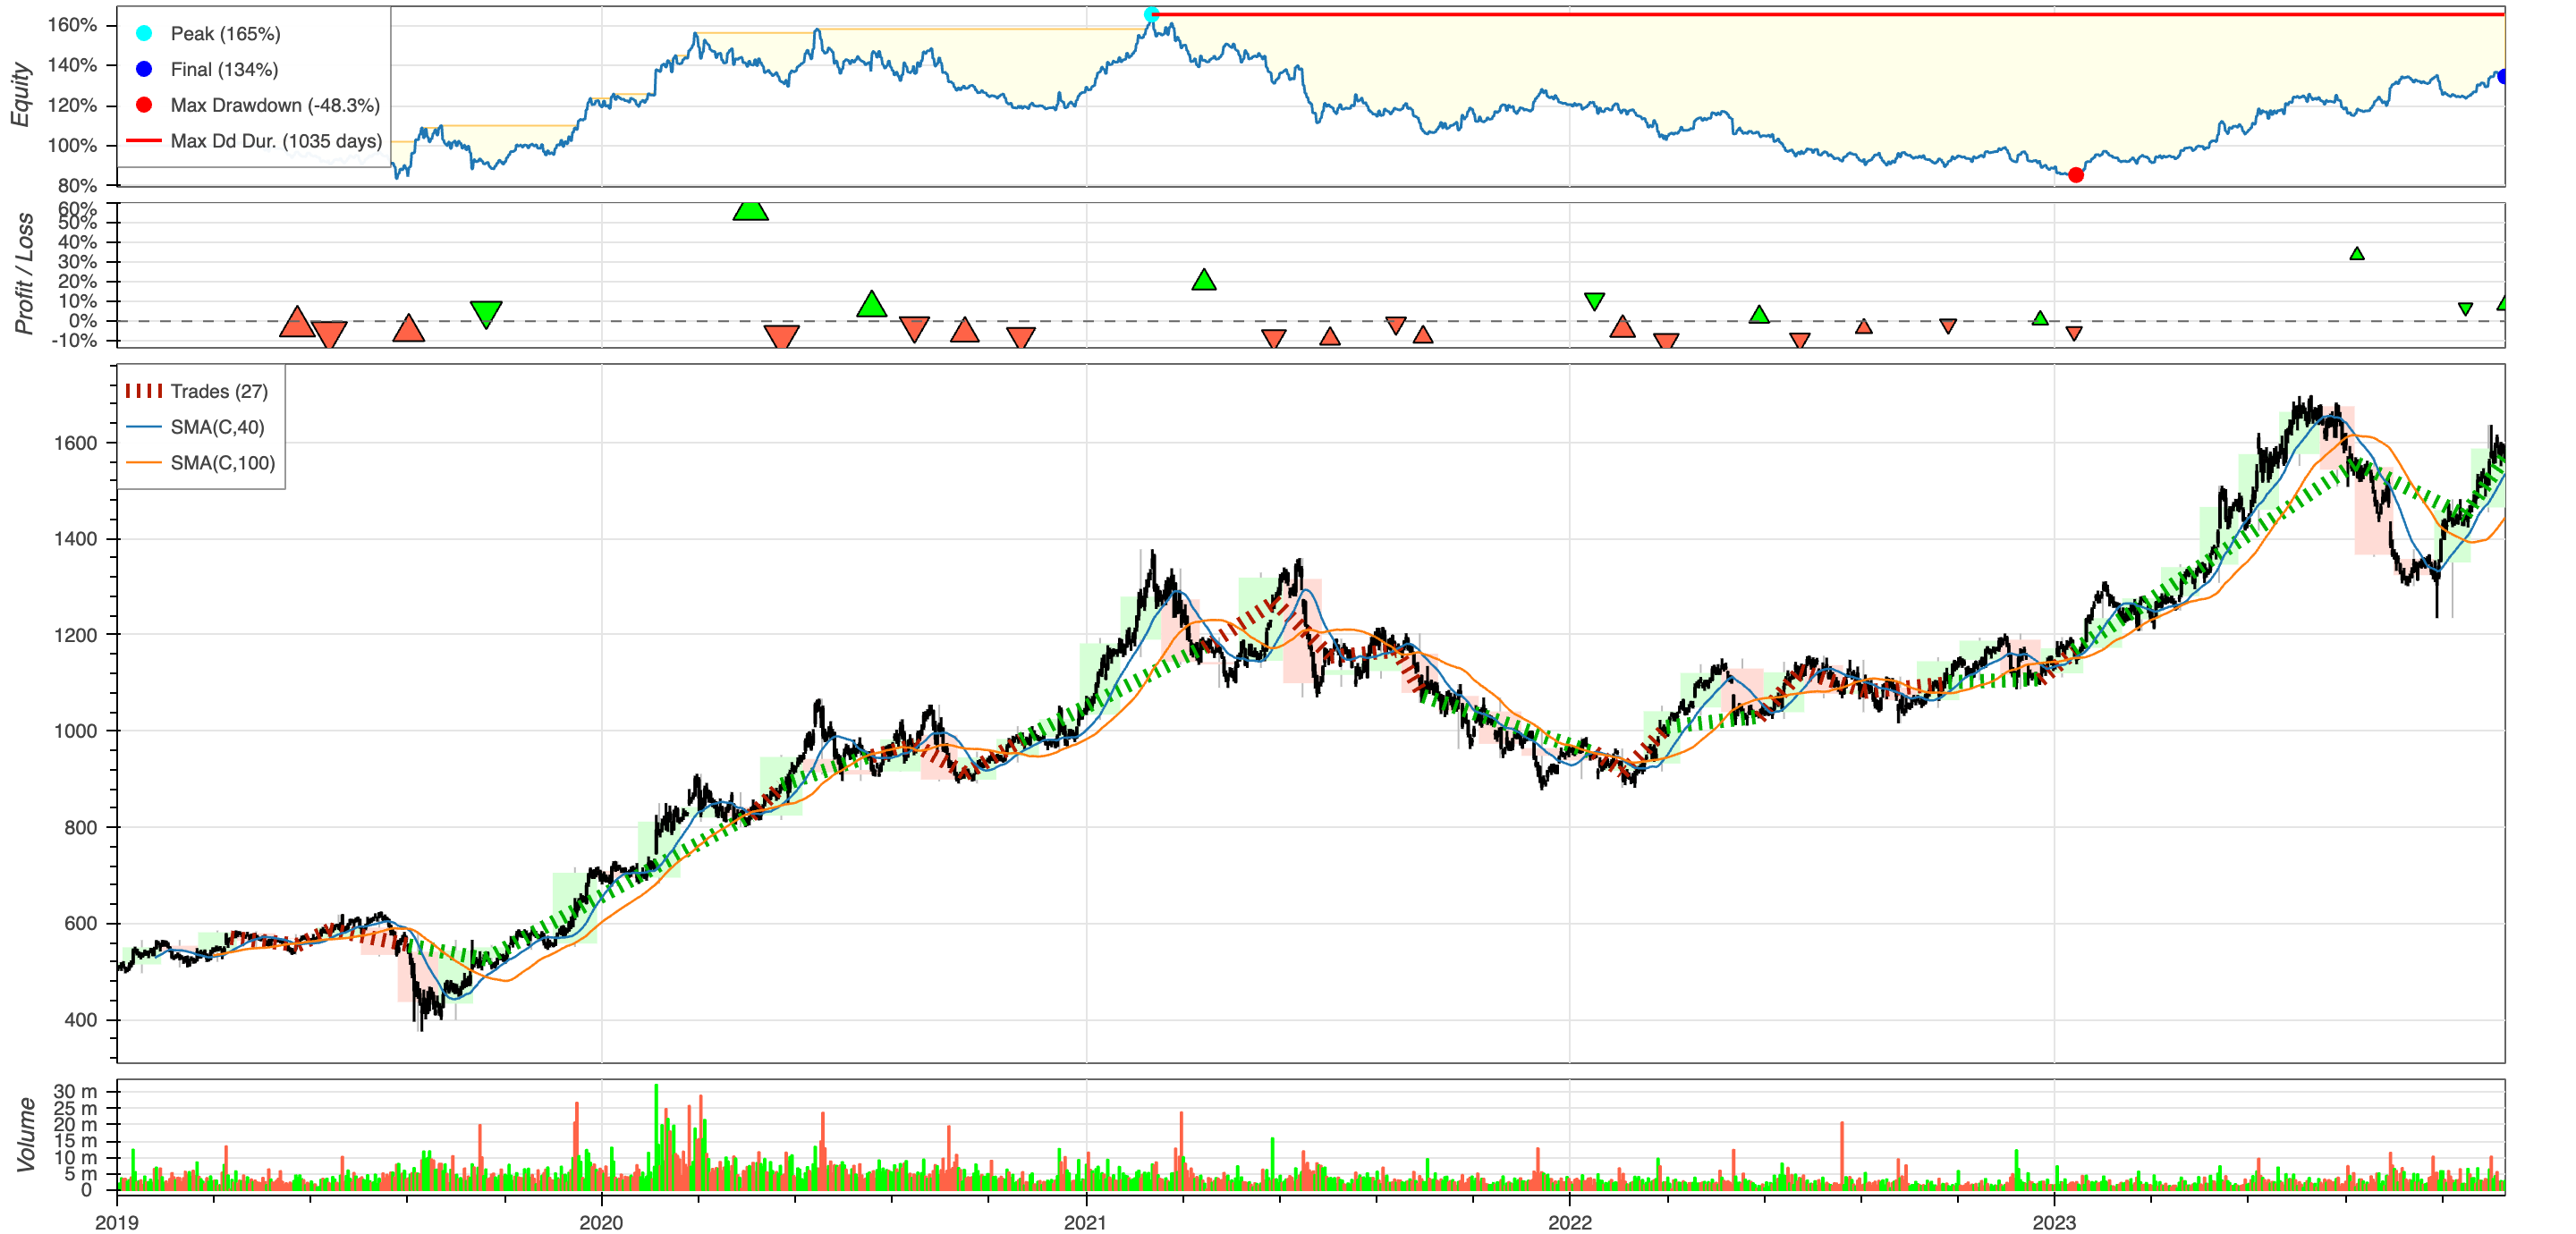 160%
140%
120%
100%
80%
Equity
Peak (165%)
Final (134%)
Max Drawdown (-48.3%)
Max Dd Dur. (1035 days)
60%
50%
40%
30%
20%
10%
0%
-10%
Profit / Loss
Trades (27)
SMA(C,40)
SMA(C,100)
1600
1400
1200
1000
800
600
400
30 m
25 m
20 m
15 m
10 m
5 m
0
Volume
2019 2020 2021 2022 2023